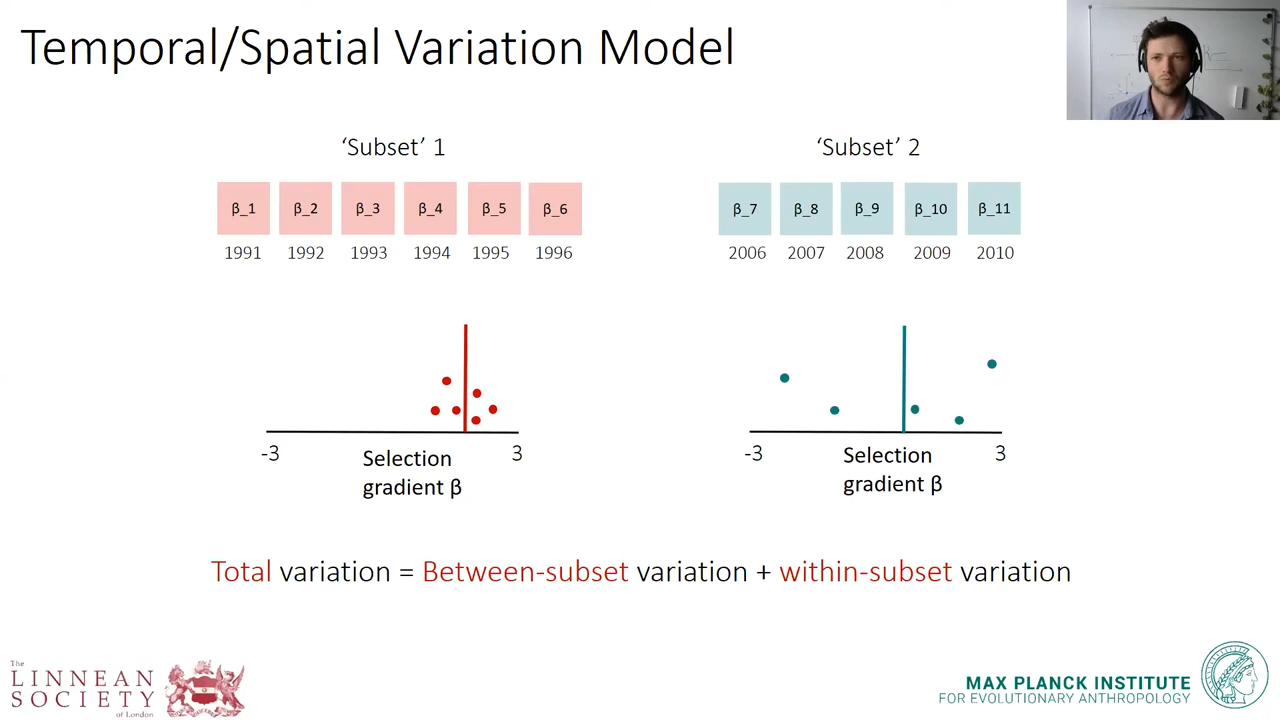 Temporal/Spatial Variation Model
‘Subset’ 1
β_1 β_2 β_3 β_4 β_5 β_6
1991 1992 1993 1994 1995 1996
‘Subset’ 2
β_7 β_8 β_9 β_10 β_11
2006 2007 2008 2009 2010
-3 3
Selection
gradient β
-3 3
Selection
gradient β
Total variation = Between-subset variation + within-subset variation
The
LINNEAN
SOCIETY
of London
MAX PLANCK INSTITUTE
FOR EVOLUTIONARY ANTHROPOLOGY